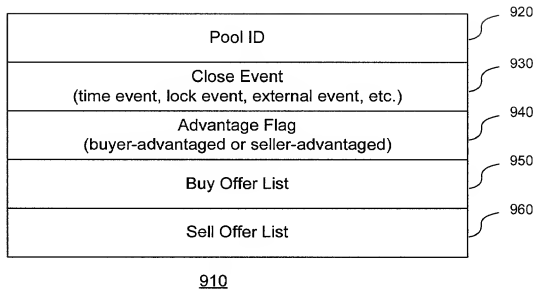 920
Pool ID
930
Close Event
(time event, lock event, external event, etc.)
940
Advantage Flag
(buyer-advantaged or seller-advantaged)
950
Buy Offer List
960
Sell Offer List
910